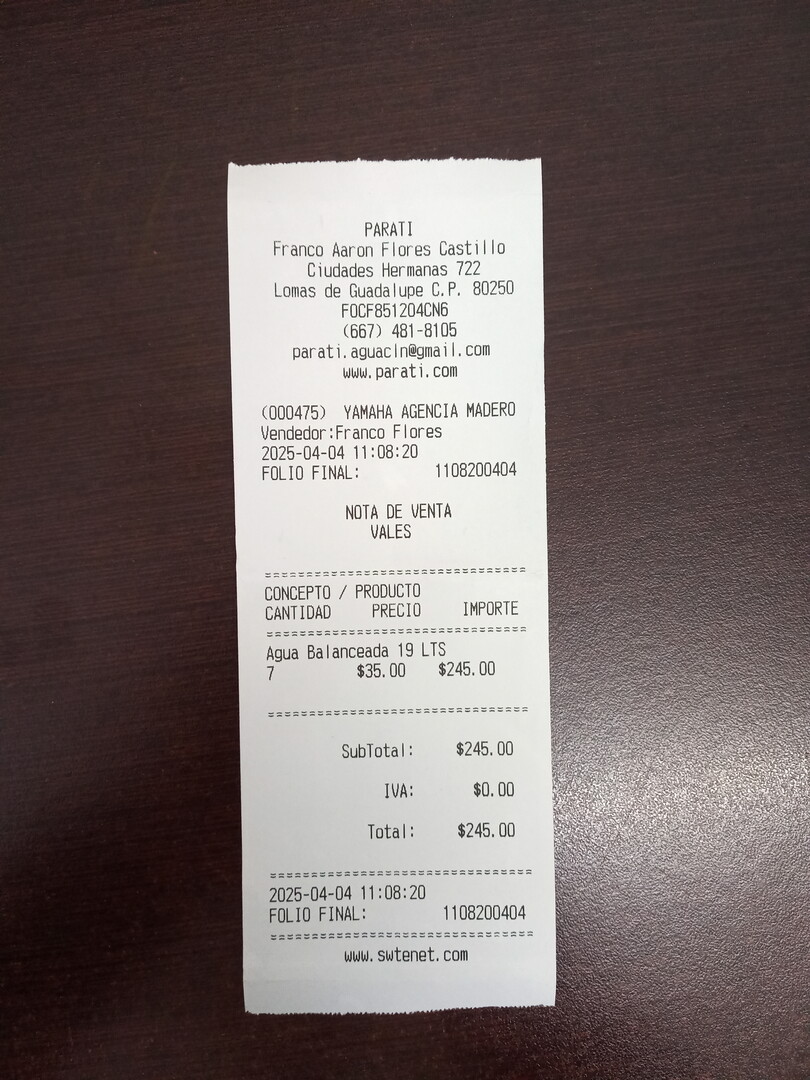 PARATI
Franco Aaron Flores Castillo
Ciudades Hermanas 722
Lomas de Guadalupe C.P. 80250
FOCF851204CN6
(667) 481-8105
parati.aguacln@gmail.com
www.parati.com
(000475) YAMAHA AGENCIA MADERO
Vendedor:Franco Flores
2025-04-04 11:08:20
FOLIO FINAL: 1108200404
NOTA DE VENTA
VALES
================================
CONCEPTO / PRODUCTO
CANTIDAD PRECIO IMPORTE
================================
Agua Balanceada 19 LTS
7 $35.00 $245.00
================================
SubTotal: $245.00
IVA: $0.00
Total: $245.00
================================
2025-04-04 11:08:20
FOLIO FINAL: 1108200404
================================
www.swtenet.com